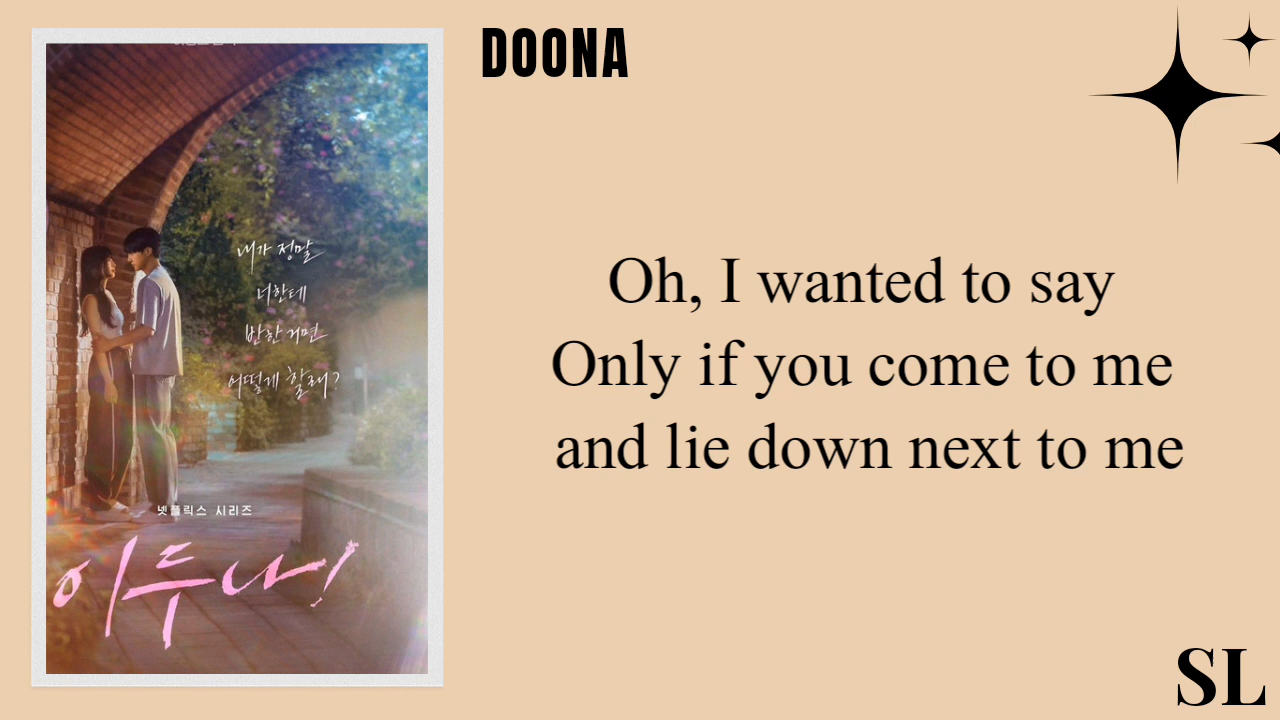 DOONA
내가 정말
너한테
반한 거면
어떻게 할래?
넷플릭스 시리즈
이두나!
Oh, I wanted to say
Only if you come to me
and lie down next to me
SL